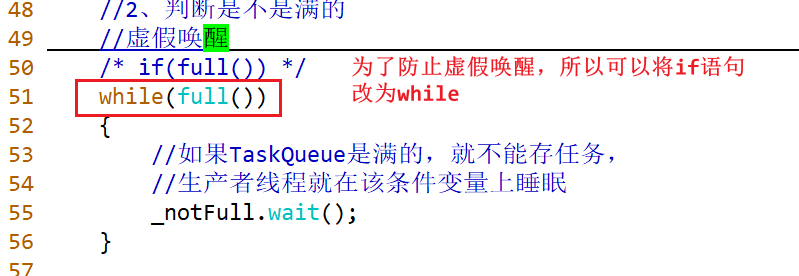 48 //2、判断是不是满的
49 //虚假唤醒
50 /* if(full()) */ 为了防止虚假唤醒，所以可以将if语句
51 while(full()) 改为while
52 {
53 //如果TaskQueue是满的，就不能存任务，
54 //生产者线程就在该条件变量上睡眠
55 _notFull.wait();
56 }
57